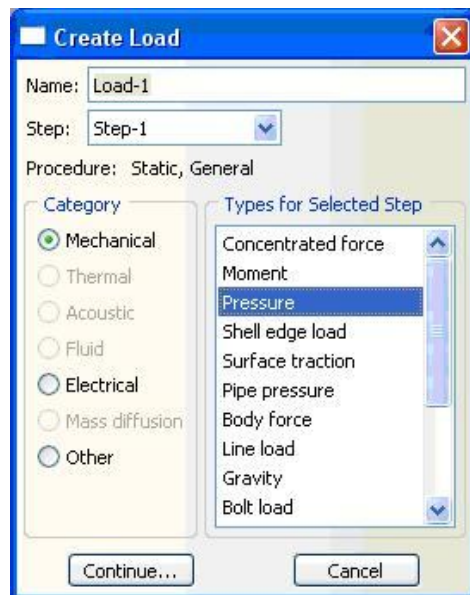 Create Load
Name: Load-1
Step: Step-1
Procedure: Static, General
Category
Mechanical
Thermal
Acoustic
Fluid
Electrical
Mass diffusion
Other
Types for Selected Step
Concentrated force
Moment
Pressure
Shell edge load
Surface traction
Pipe pressure
Body force
Line load
Gravity
Bolt load
Continue... Cancel